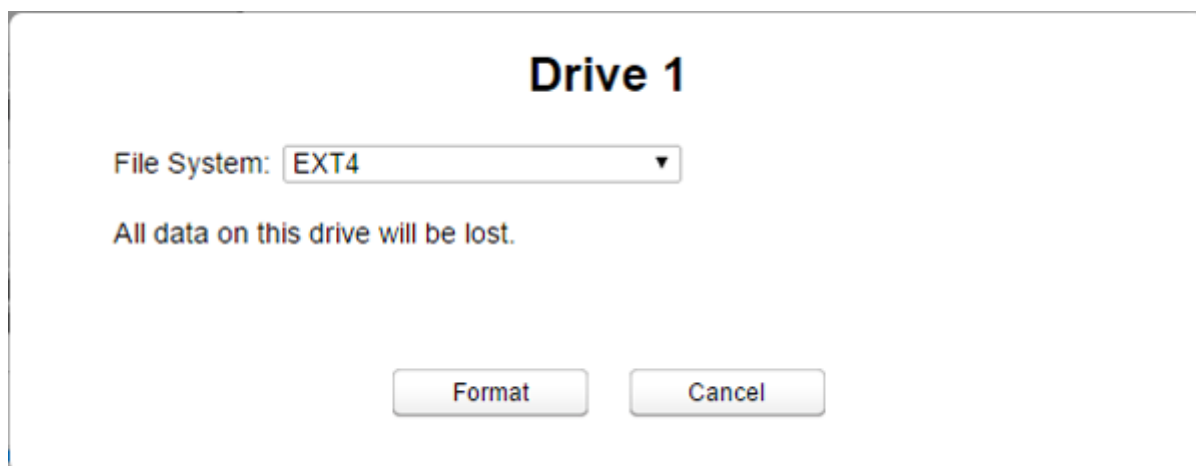 Drive 1
File System: EXT4
All data on this drive will be lost.
Format Cancel